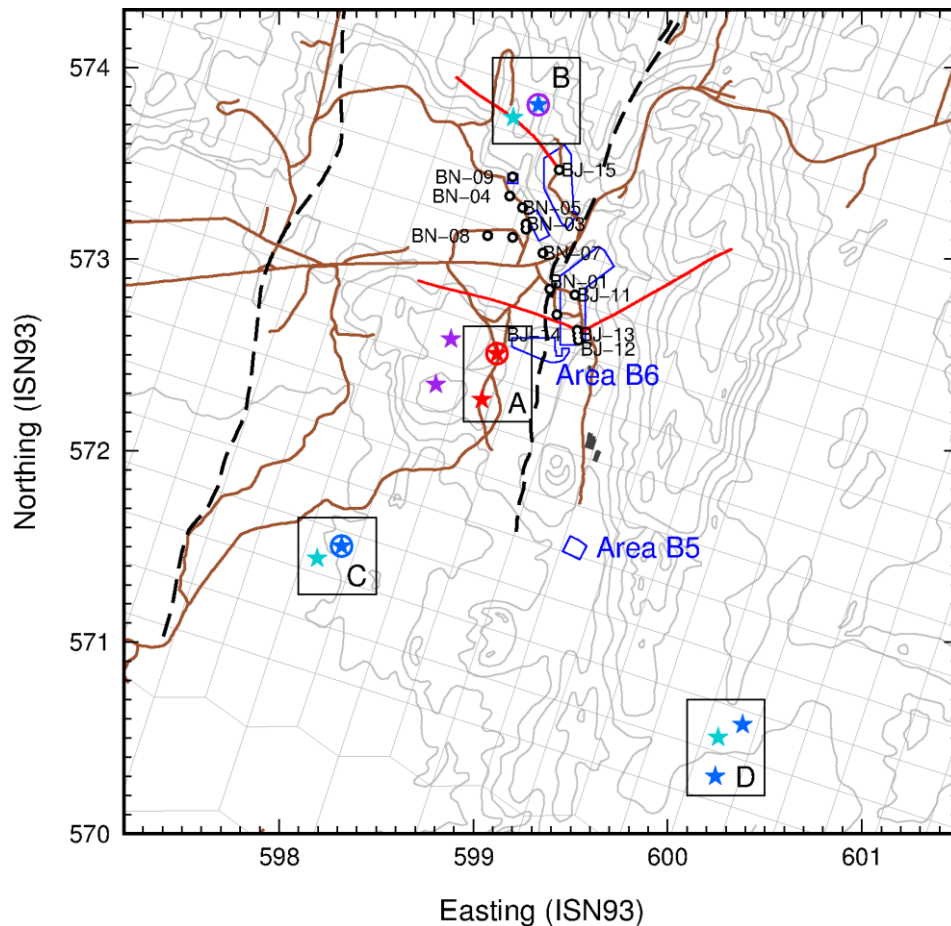 574
B
BN-09
BJ-15
BN-04
BN-05
BN-03
BN-08
573
BN-07
BN-01
BJ-11
BJ-14
BJ-13
BJ-12
Area B6
A
572
Area B5
C
571
D
570
598
599
600
601
Northing (ISN93)
Easting (ISN93)